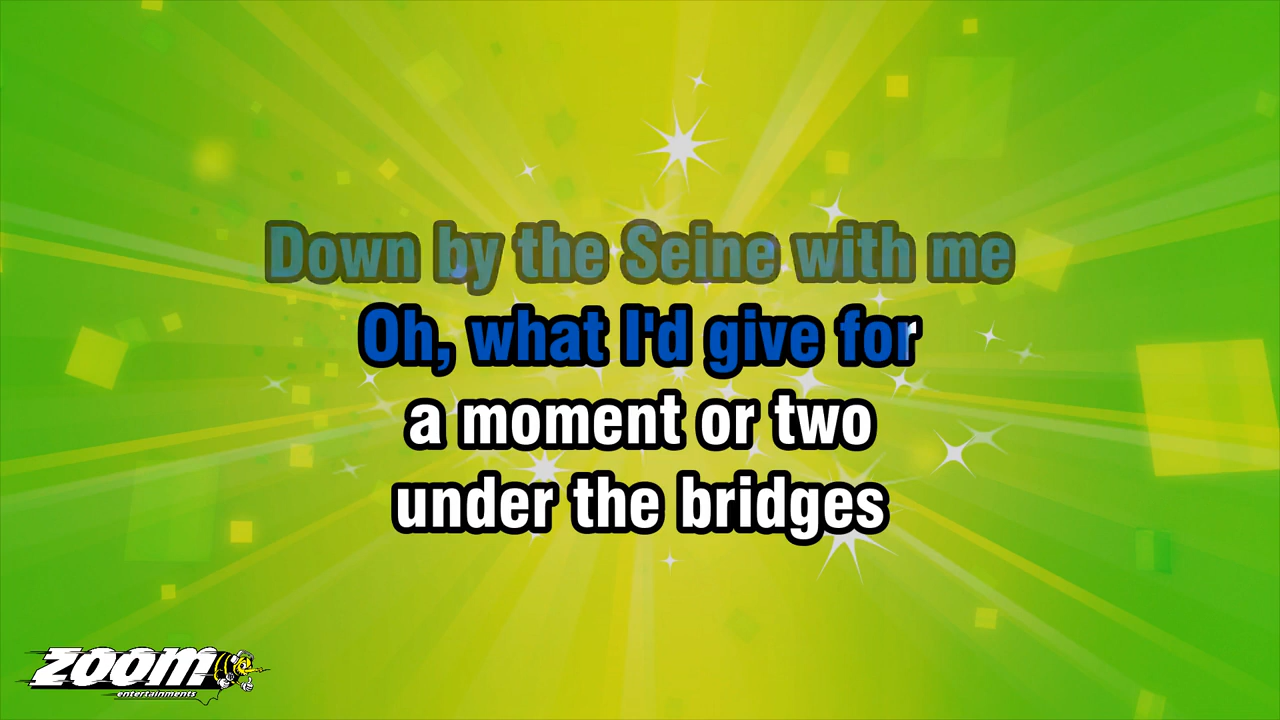 Down by the Seine with me
Oh, what I'd give for
a moment or two
under the bridges
ZOOM
entertainments